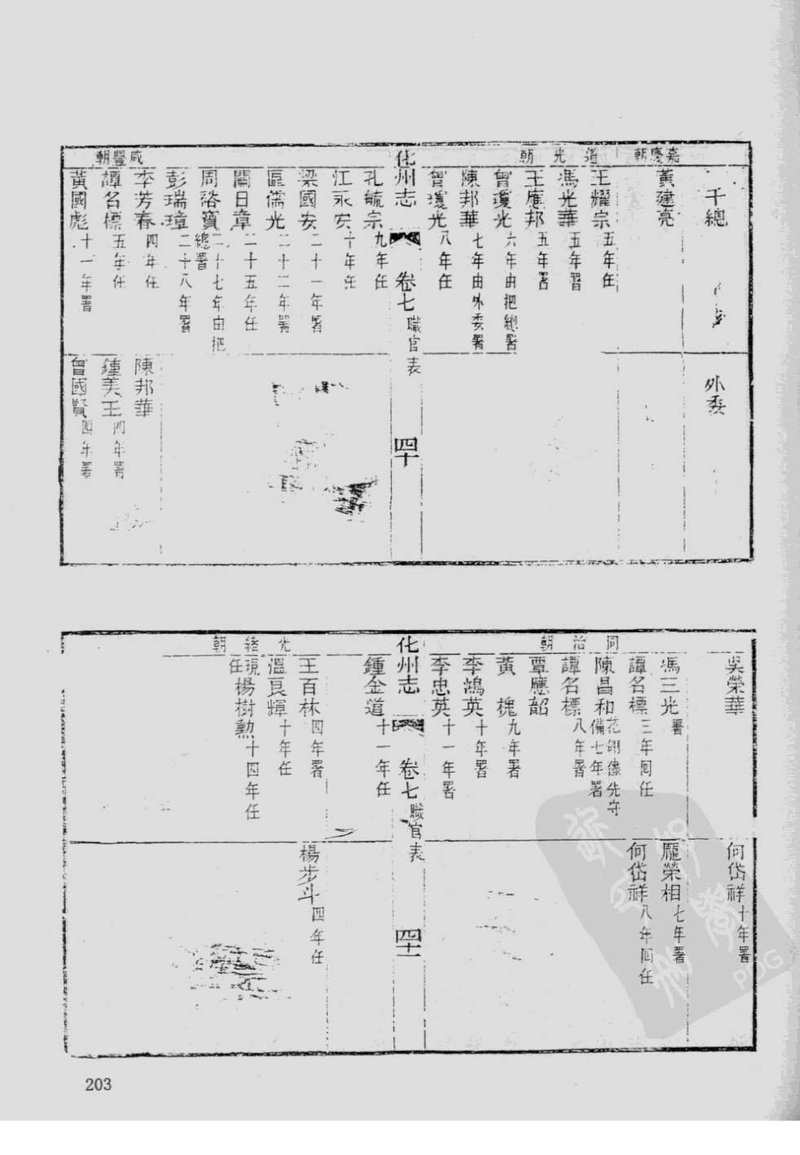 千總
外委
嘉慶朝
黃建亮
道光朝
王耀宗 五年任
馮光華 五年署
王應邦 五年署
曾瓊光 六年由把總署
陳邦華 七年由外委署
曾瓊光 八年任
化州志 卷七 職官表 四十
孔毓宗 九年任
江永安 十年任
梁國安 二十一年署
區儒光 二十二年署
關日章 二十五年任
周浴寶 二十七年由把總署
彭瑞璋 二十八年署
咸豐朝
李芳春 四年任
陳邦華
譚名標 五年任
鍾美玉 四年署
黃國彪 十一年署
曾國賢 四年署
吳榮華
何岱祥 十年署
同治朝
馮三光 署
龐榮相 七年署
譚名標 三年回任
何岱祥 八年回任
陳昌和 花翎儘先守備七年署
譚名標 八年署
覃應韶
黃槐 九年署
李鴻英 十年署
李忠英 十一年署
化州志 卷七 職官表 四十一
鍾金道 十一年任
光緒朝
王百林 四年署
楊步斗 四年任
溫良輝 十年任
現任楊樹勲 十四年任
203
PDG